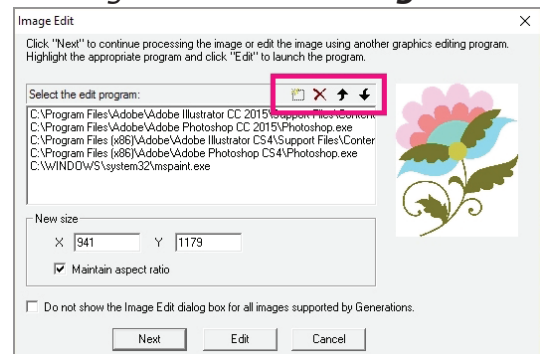 Image Edit
Click "Next" to continue processing the image or edit the image using another graphics editing program.
Highlight the appropriate program and click "Edit" to launch the program.
Select the edit program:
C:\Program Files\Adobe\Adobe Illustrator CC 2015\Support Files\Conten
C:\Program Files\Adobe\Adobe Photoshop CC 2015\Photoshop.exe
C:\Program Files (x86)\Adobe\Adobe Illustrator CS4\Support Files\Conter
C:\Program Files (x86)\Adobe\Adobe Photoshop CS4\Photoshop.exe
C:\WINDOWS\system32\mspaint.exe
New size
X 941 Y 1179
Maintain aspect ratio
Do not show the Image Edit dialog box for all images supported by Generations.
Next Edit Cancel